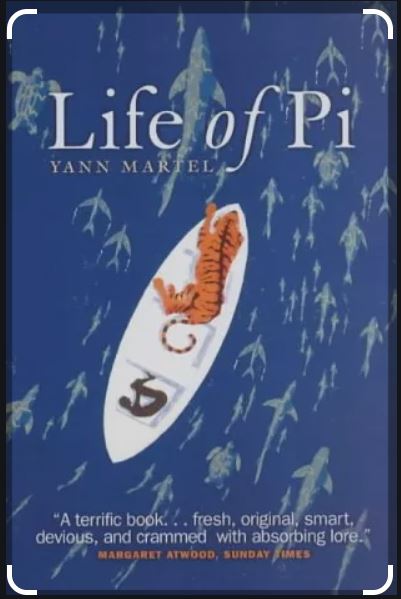 Life of Pi
YANN MARTEL
“A terrific book. . . fresh, original, smart,
devious, and crammed with absorbing lore.”
MARGARET ATWOOD, SUNDAY TIMES